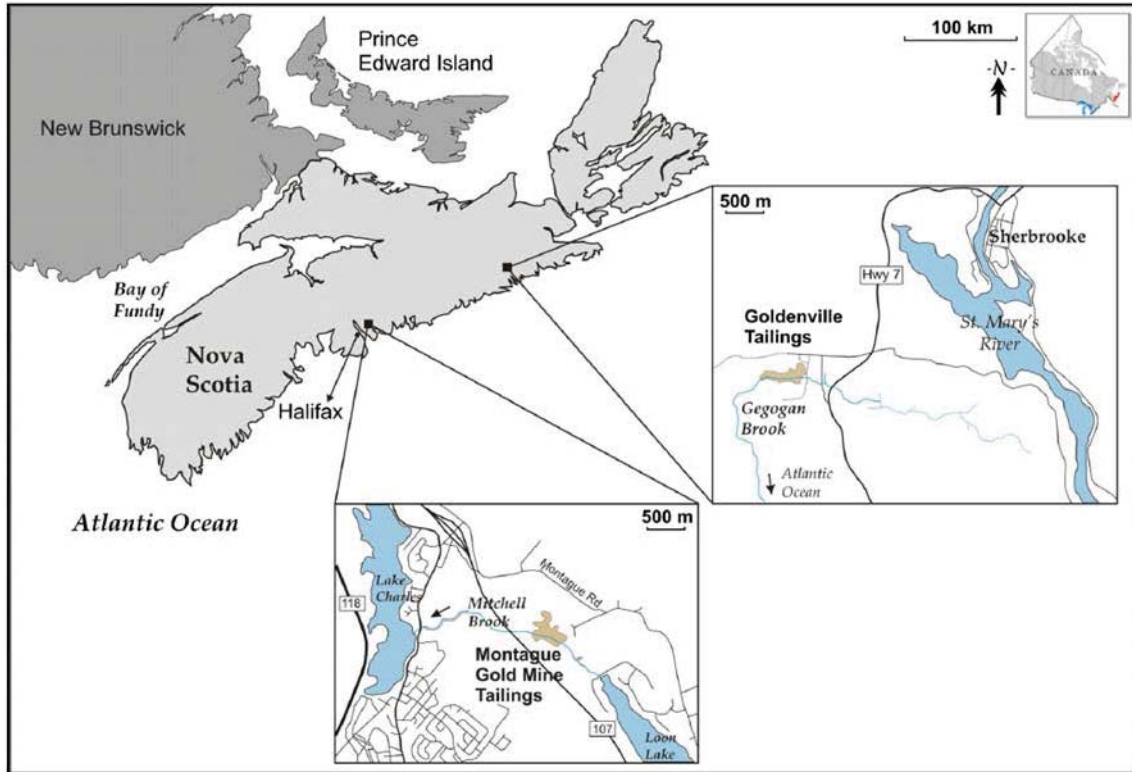 Prince
Edward Island
New Brunswick
100 km
-N-
CANADA
Bay of
Fundy
Nova
Scotia
Halifax
Atlantic Ocean
500 m
Sherbrooke
Hwy 7
St. Mary's
River
Goldenville
Tailings
Gegogan
Brook
Atlantic
Ocean
500 m
Lake
Charles
118
Mitchell
Brook
Montague Rd
Montague
Gold Mine
Tailings
107
Loon
Lake